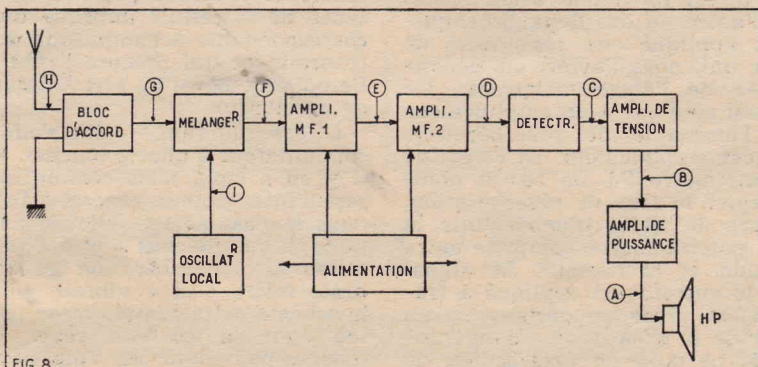 H
G
F
E
D
C
BLOC
D'ACCORD
MELANGE.R
AMPLI.
M F.1
AMPLI.
M F.2
DETECTR.
AMPLI. DE
TENSION
I
B
OSCILLAT R
LOCAL
ALIMENTATION
AMPLI. DE
PUISSANCE
A
HP
FIG. 8